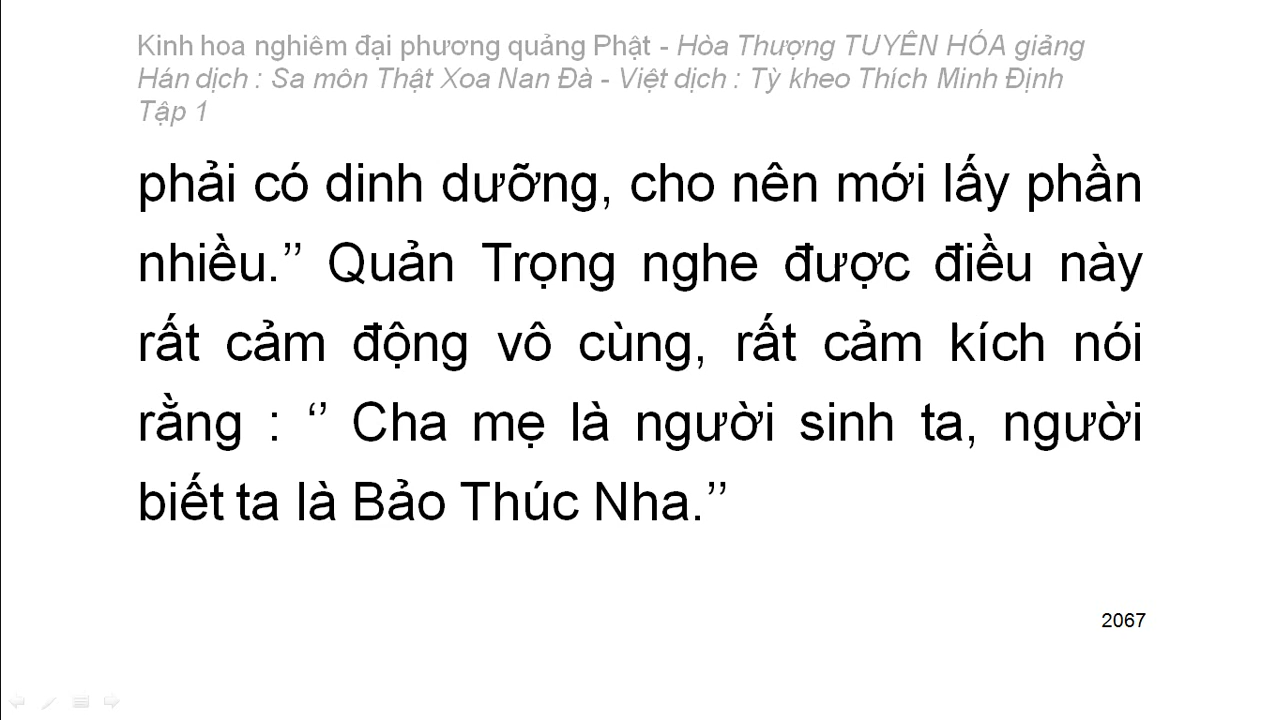 Kinh hoa nghiêm đại phương quảng Phật - Hòa Thượng TUYÊN HÓA giảng
Hán dịch : Sa môn Thật Xoa Nan Đà - Việt dịch : Tỳ kheo Thích Minh Định
Tập 1
phải có dinh dưỡng, cho nên mới lấy phần
nhiều.’’ Quản Trọng nghe được điều này
rất cảm động vô cùng, rất cảm kích nói
rằng : ‘’ Cha mẹ là người sinh ta, người
biết ta là Bảo Thúc Nha.’’
2067